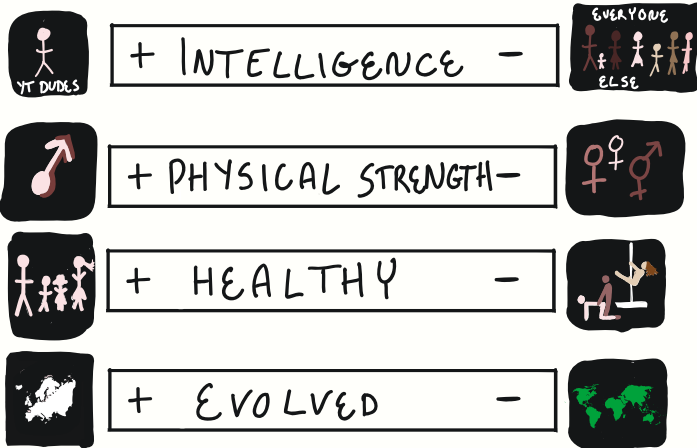 YT DUDES
+ INTELLIGENCE -
EVERYONE
ELSE
+ PHYSICAL STRENGTH -
+ HEALTHY -
+ EVOLVED -